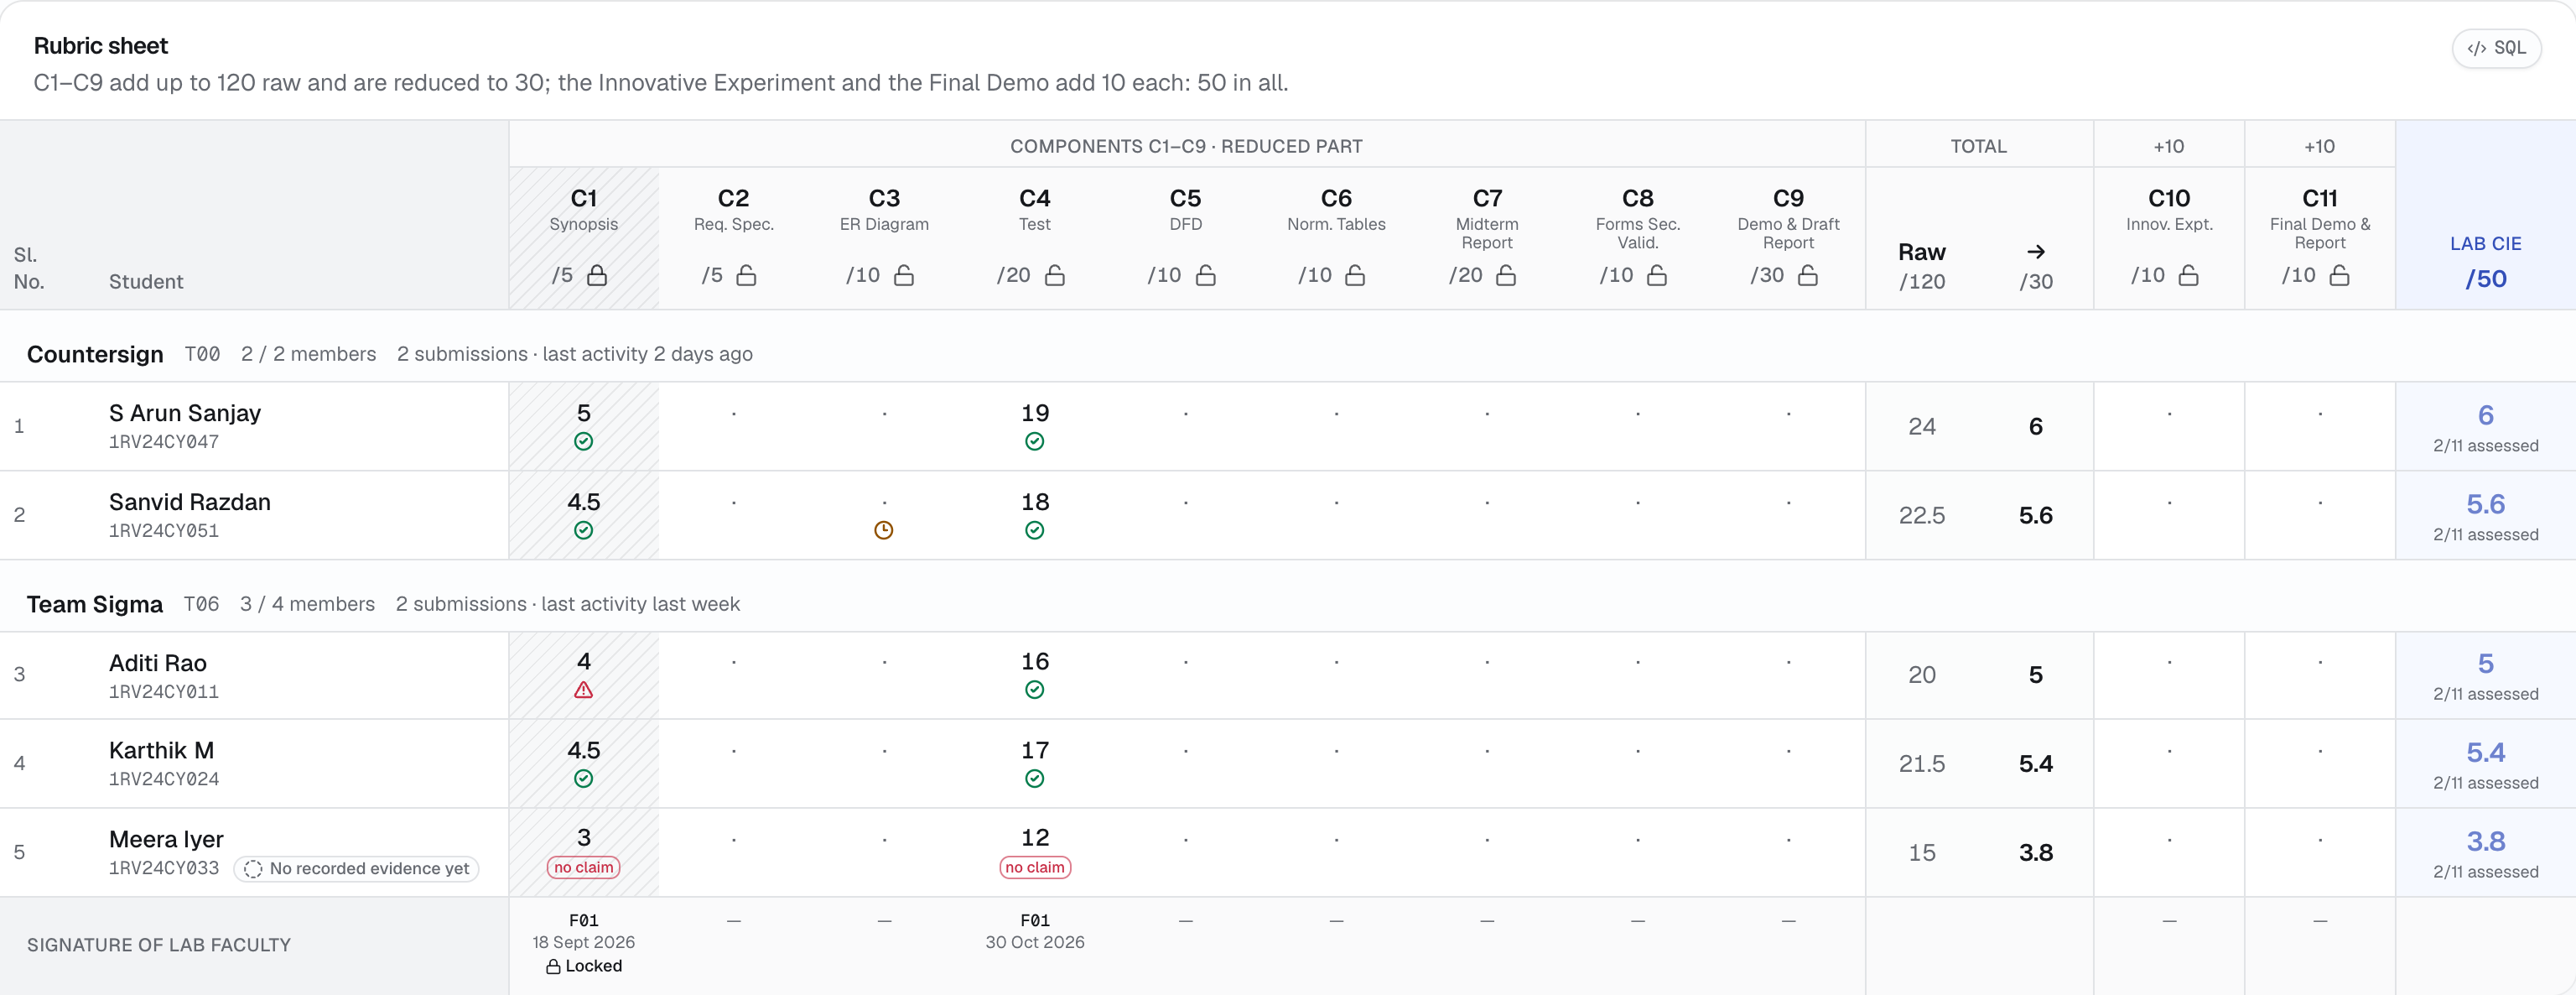 Rubric sheet
</> SQL
C1–C9 add up to 120 raw and are reduced to 30; the Innovative Experiment and the Final Demo add 10 each: 50 in all.
COMPONENTS C1–C9 · REDUCED PART TOTAL +10 +10
C1 C2 C3 C4 C5 C6 C7 C8 C9 C10 C11
Synopsis Req. Spec. ER Diagram Test DFD Norm. Tables Midterm Report Forms Sec. Valid. Demo & Draft Report Innov. Expt. Final Demo & Report
Sl. No. Student /5 /5 /10 /20 /10 /10 /20 /10 /30 Raw /120 → /30 /10 /10 LAB CIE /50
Countersign T00 2 / 2 members 2 submissions · last activity 2 days ago
1 S Arun Sanjay 5 · · 19 · · · · · 24 6 · · 6
1RV24CY047 2/11 assessed
2 Sanvid Razdan 4.5 · · 18 · · · · · 22.5 5.6 · · 5.6
1RV24CY051 2/11 assessed
Team Sigma T06 3 / 4 members 2 submissions · last activity last week
3 Aditi Rao 4 · · 16 · · · · · 20 5 · · 5
1RV24CY011 2/11 assessed
4 Karthik M 4.5 · · 17 · · · · · 21.5 5.4 · · 5.4
1RV24CY024 2/11 assessed
5 Meera Iyer 3 · · 12 · · · · · 15 3.8 · · 3.8
1RV24CY033 No recorded evidence yet no claim no claim 2/11 assessed
SIGNATURE OF LAB FACULTY F01 — — F01 — — — — — — —
18 Sept 2026 30 Oct 2026
Locked